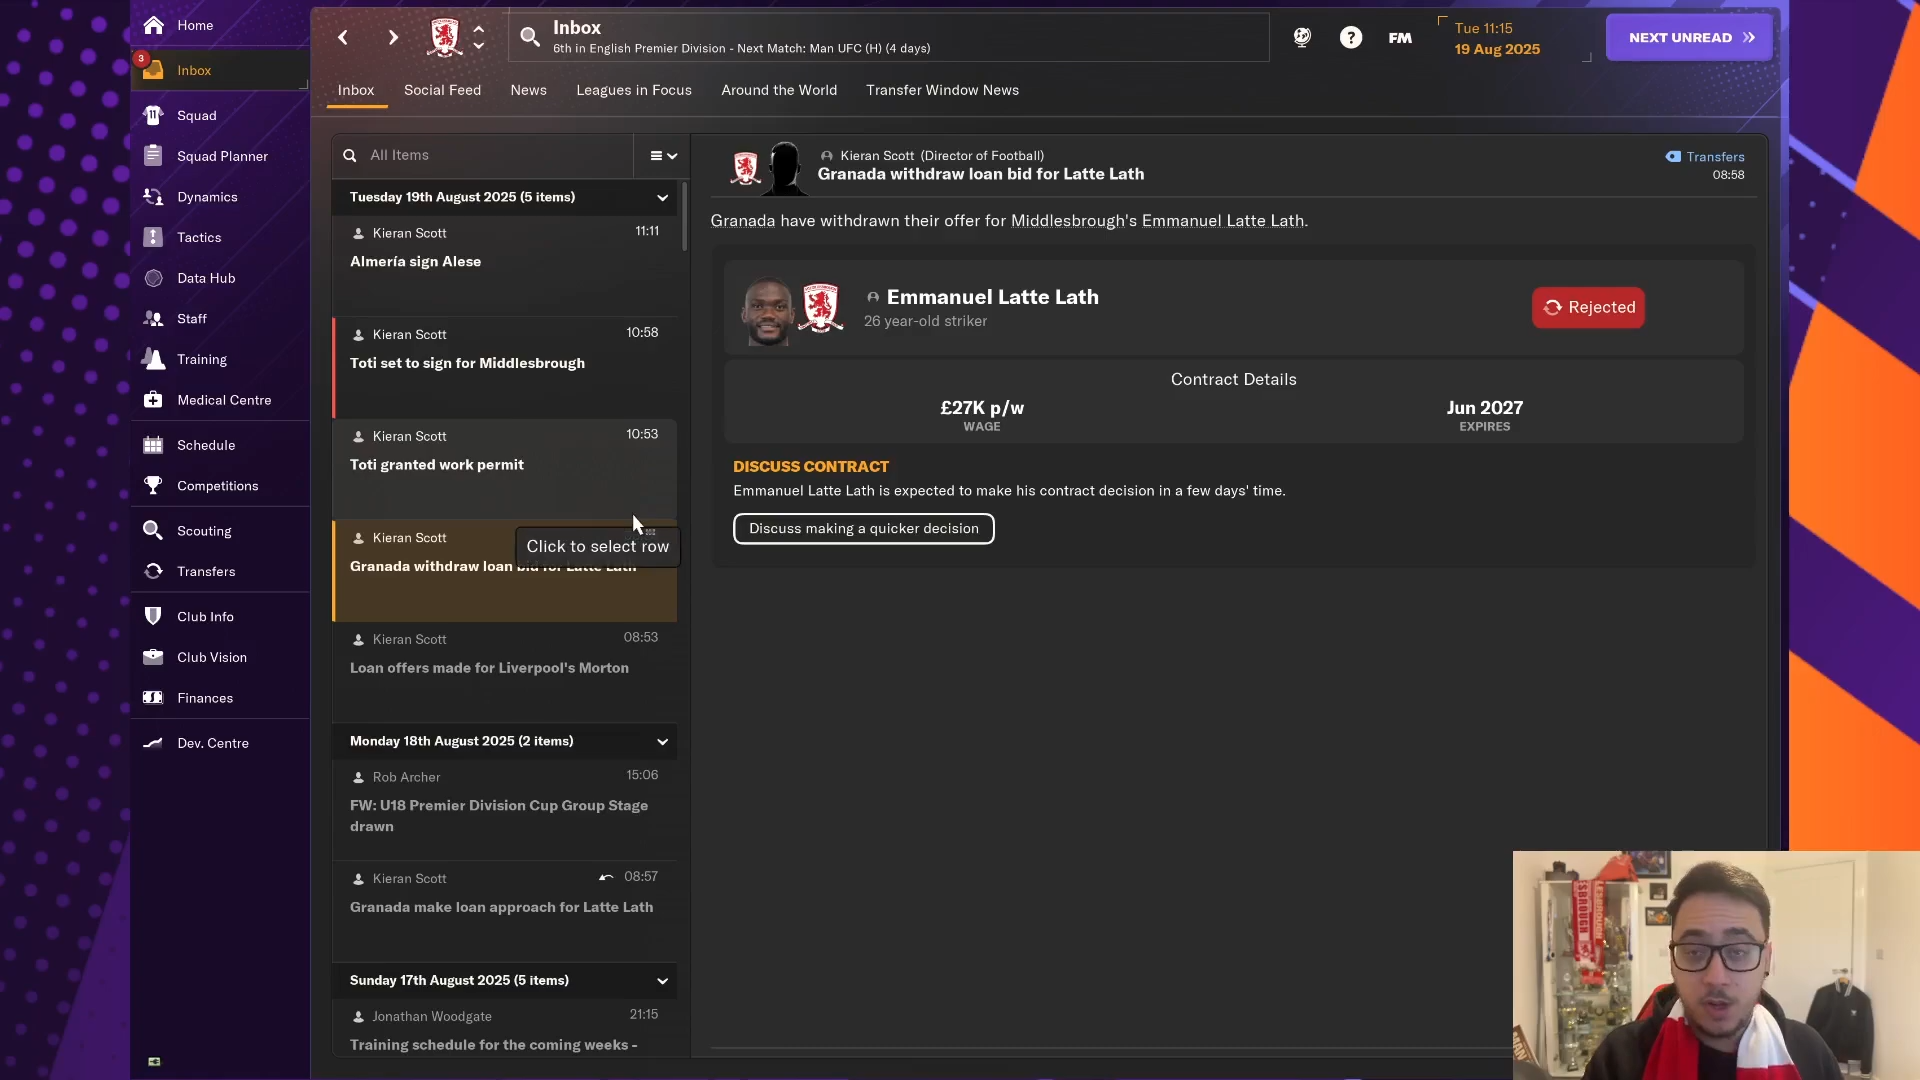 Home
3
Inbox
Squad
Squad Planner
Dynamics
Tactics
Data Hub
Staff
Training
Medical Centre
Schedule
Competitions
Scouting
Transfers
Club Info
Club Vision
Finances
Dev. Centre
Inbox
6th in English Premier Division - Next Match: Man UFC (H) (4 days)
FM
Tue 11:15
19 Aug 2025
NEXT UNREAD
Inbox
Social Feed
News
Leagues in Focus
Around the World
Transfer Window News
All Items
Tuesday 19th August 2025 (5 items)
Kieran Scott 11:11
Almería sign Alese
Kieran Scott 10:58
Toti set to sign for Middlesbrough
Kieran Scott 10:53
Toti granted work permit
Kieran Scott
Click to select row
Granada withdraw loan bid for Latte Lath
Kieran Scott 08:53
Loan offers made for Liverpool's Morton
Monday 18th August 2025 (2 items)
Rob Archer 15:06
FW: U18 Premier Division Cup Group Stage
drawn
Kieran Scott 08:57
Granada make loan approach for Latte Lath
Sunday 17th August 2025 (5 items)
Jonathan Woodgate 21:15
Training schedule for the coming weeks -
Kieran Scott (Director of Football)
Granada withdraw loan bid for Latte Lath
Transfers
08:58
Granada have withdrawn their offer for Middlesbrough's Emmanuel Latte Lath.
Emmanuel Latte Lath
26 year-old striker
Rejected
Contract Details
£27K p/w
WAGE
Jun 2027
EXPIRES
DISCUSS CONTRACT
Emmanuel Latte Lath is expected to make his contract decision in a few days' time.
Discuss making a quicker decision